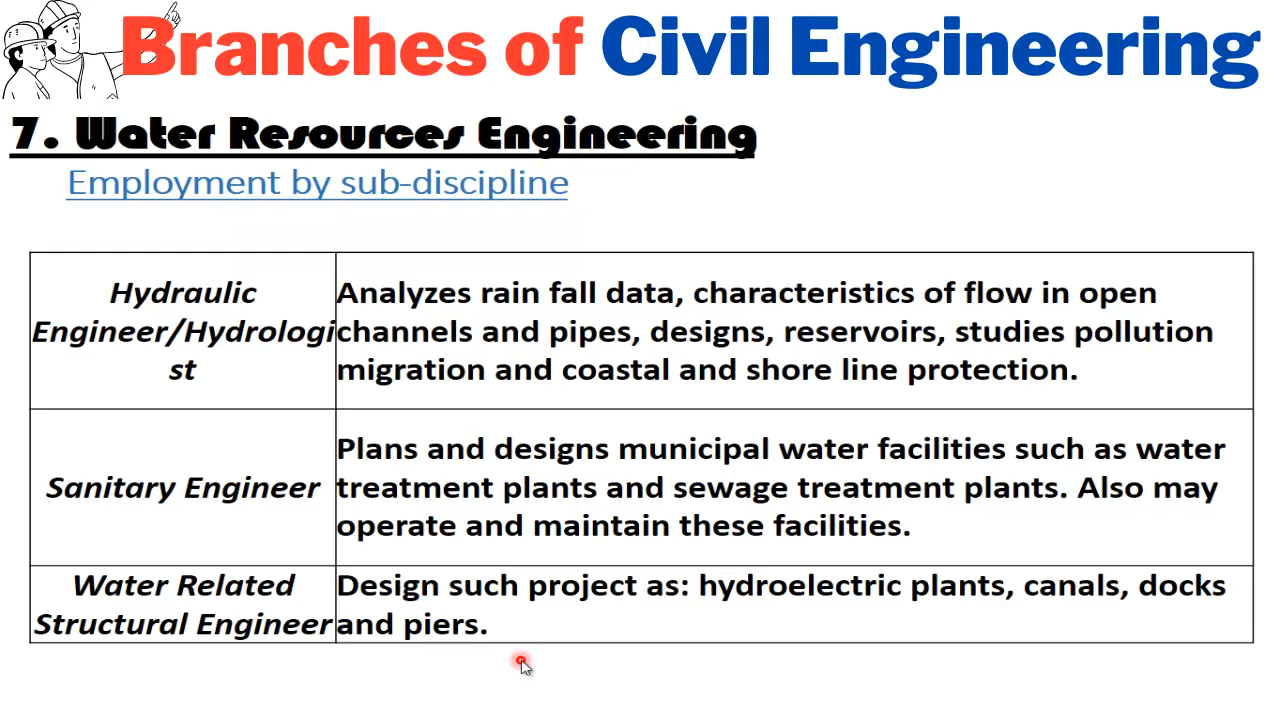 Branches of Civil Engineering
7. Water Resources Engineering
Employment by sub-discipline
Hydraulic
Engineer/Hydrologi
st
Analyzes rain fall data, characteristics of flow in open
channels and pipes, designs, reservoirs, studies pollution
migration and coastal and shore line protection.
Sanitary Engineer
Plans and designs municipal water facilities such as water
treatment plants and sewage treatment plants. Also may
operate and maintain these facilities.
Water Related
Structural Engineer
Design such project as: hydroelectric plants, canals, docks
and piers.